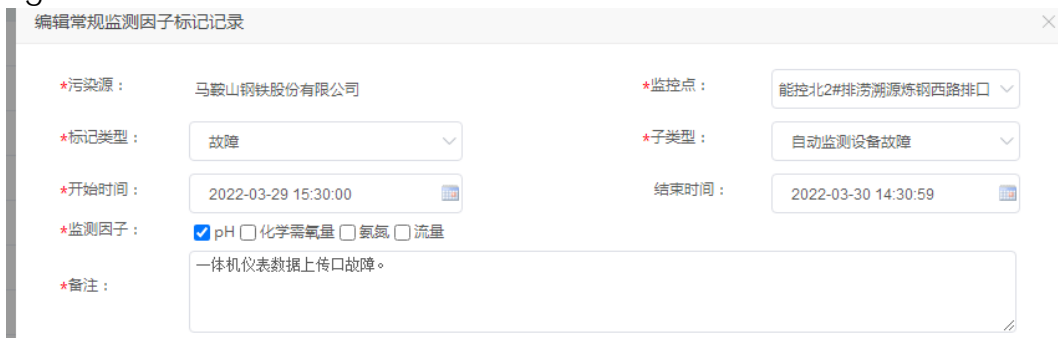 编辑常规监测因子标记记录
*污染源： 马鞍山钢铁股份有限公司 *监控点： 能控北2#排涝溯源炼钢西路排口
*标记类型： 故障 *子类型： 自动监测设备故障
*开始时间： 2022-03-29 15:30:00 结束时间： 2022-03-30 14:30:59
*监测因子： pH 化学需氧量 氨氮 流量
*备注： 一体机仪表数据上传口故障。